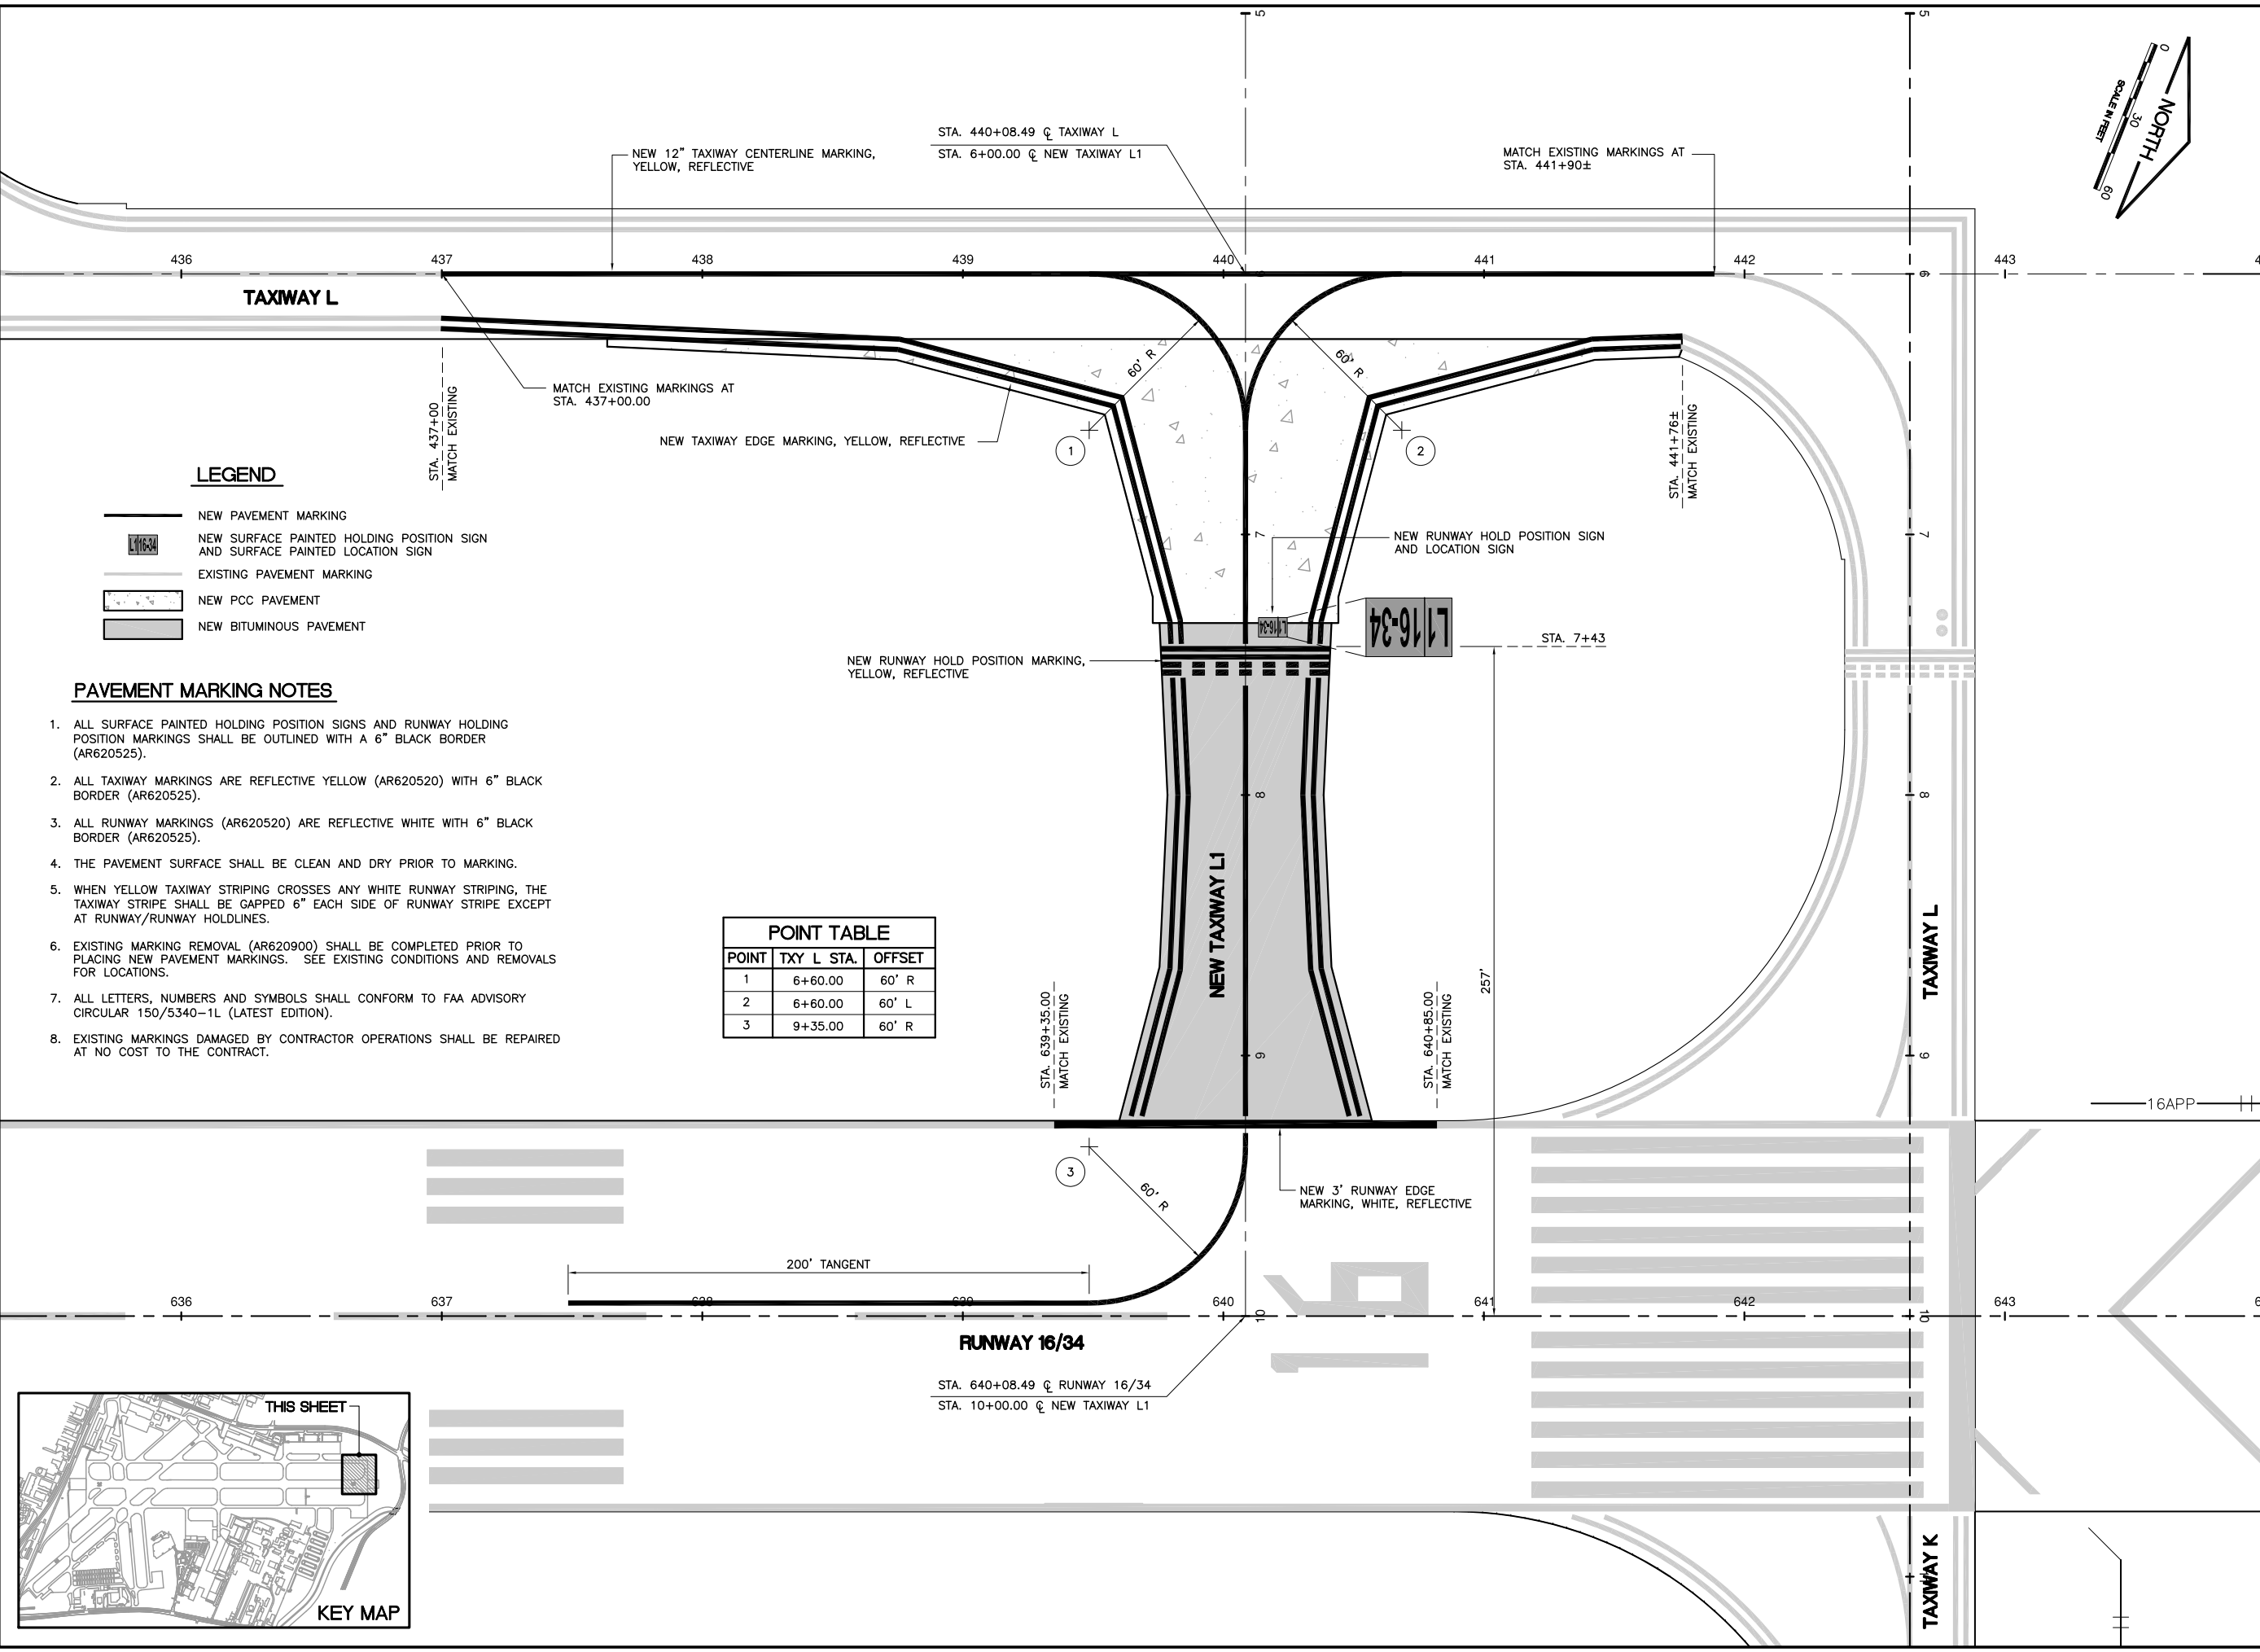 5
5
0
30
60
SCALE IN FEET
NORTH
STA. 440+08.49 ℄ TAXIWAY L
STA. 6+00.00 ℄ NEW TAXIWAY L1
NEW 12" TAXIWAY CENTERLINE MARKING,
YELLOW, REFLECTIVE
MATCH EXISTING MARKINGS AT
STA. 441+90±
436
437
438
439
440
441
442
443
6
TAXIWAY L
60' R
60' R
MATCH EXISTING MARKINGS AT
STA. 437+00.00
STA. 437+00
MATCH EXISTING
NEW TAXIWAY EDGE MARKING, YELLOW, REFLECTIVE
1
2
STA. 441+76±
MATCH EXISTING
LEGEND
NEW PAVEMENT MARKING
L1 16-34
NEW SURFACE PAINTED HOLDING POSITION SIGN
AND SURFACE PAINTED LOCATION SIGN
EXISTING PAVEMENT MARKING
NEW PCC PAVEMENT
NEW BITUMINOUS PAVEMENT
7
7
NEW RUNWAY HOLD POSITION SIGN
AND LOCATION SIGN
L1 16-34
L1 16-34
STA. 7+43
NEW RUNWAY HOLD POSITION MARKING,
YELLOW, REFLECTIVE
PAVEMENT MARKING NOTES
1. ALL SURFACE PAINTED HOLDING POSITION SIGNS AND RUNWAY HOLDING
POSITION MARKINGS SHALL BE OUTLINED WITH A 6" BLACK BORDER
(AR620525).
2. ALL TAXIWAY MARKINGS ARE REFLECTIVE YELLOW (AR620520) WITH 6" BLACK
BORDER (AR620525).
3. ALL RUNWAY MARKINGS (AR620520) ARE REFLECTIVE WHITE WITH 6" BLACK
BORDER (AR620525).
4. THE PAVEMENT SURFACE SHALL BE CLEAN AND DRY PRIOR TO MARKING.
5. WHEN YELLOW TAXIWAY STRIPING CROSSES ANY WHITE RUNWAY STRIPING, THE
TAXIWAY STRIPE SHALL BE GAPPED 6" EACH SIDE OF RUNWAY STRIPE EXCEPT
AT RUNWAY/RUNWAY HOLDLINES.
6. EXISTING MARKING REMOVAL (AR620900) SHALL BE COMPLETED PRIOR TO
PLACING NEW PAVEMENT MARKINGS. SEE EXISTING CONDITIONS AND REMOVALS
FOR LOCATIONS.
7. ALL LETTERS, NUMBERS AND SYMBOLS SHALL CONFORM TO FAA ADVISORY
CIRCULAR 150/5340-1L (LATEST EDITION).
8. EXISTING MARKINGS DAMAGED BY CONTRACTOR OPERATIONS SHALL BE REPAIRED
AT NO COST TO THE CONTRACT.
8
8
NEW TAXIWAY L1
TAXIWAY L
POINT TABLE
POINT TXY L STA. OFFSET
1 6+60.00 60' R
2 6+60.00 60' L
3 9+35.00 60' R
257'
STA. 639+35.00
MATCH EXISTING
STA. 640+85.00
MATCH EXISTING
9
9
16APP
3
60' R
NEW 3' RUNWAY EDGE
MARKING, WHITE, REFLECTIVE
200' TANGENT
16
636
637
638
639
640
641
642
643
10
10
RUNWAY 16/34
STA. 640+08.49 ℄ RUNWAY 16/34
STA. 10+00.00 ℄ NEW TAXIWAY L1
THIS SHEET
KEY MAP
TAXIWAY K